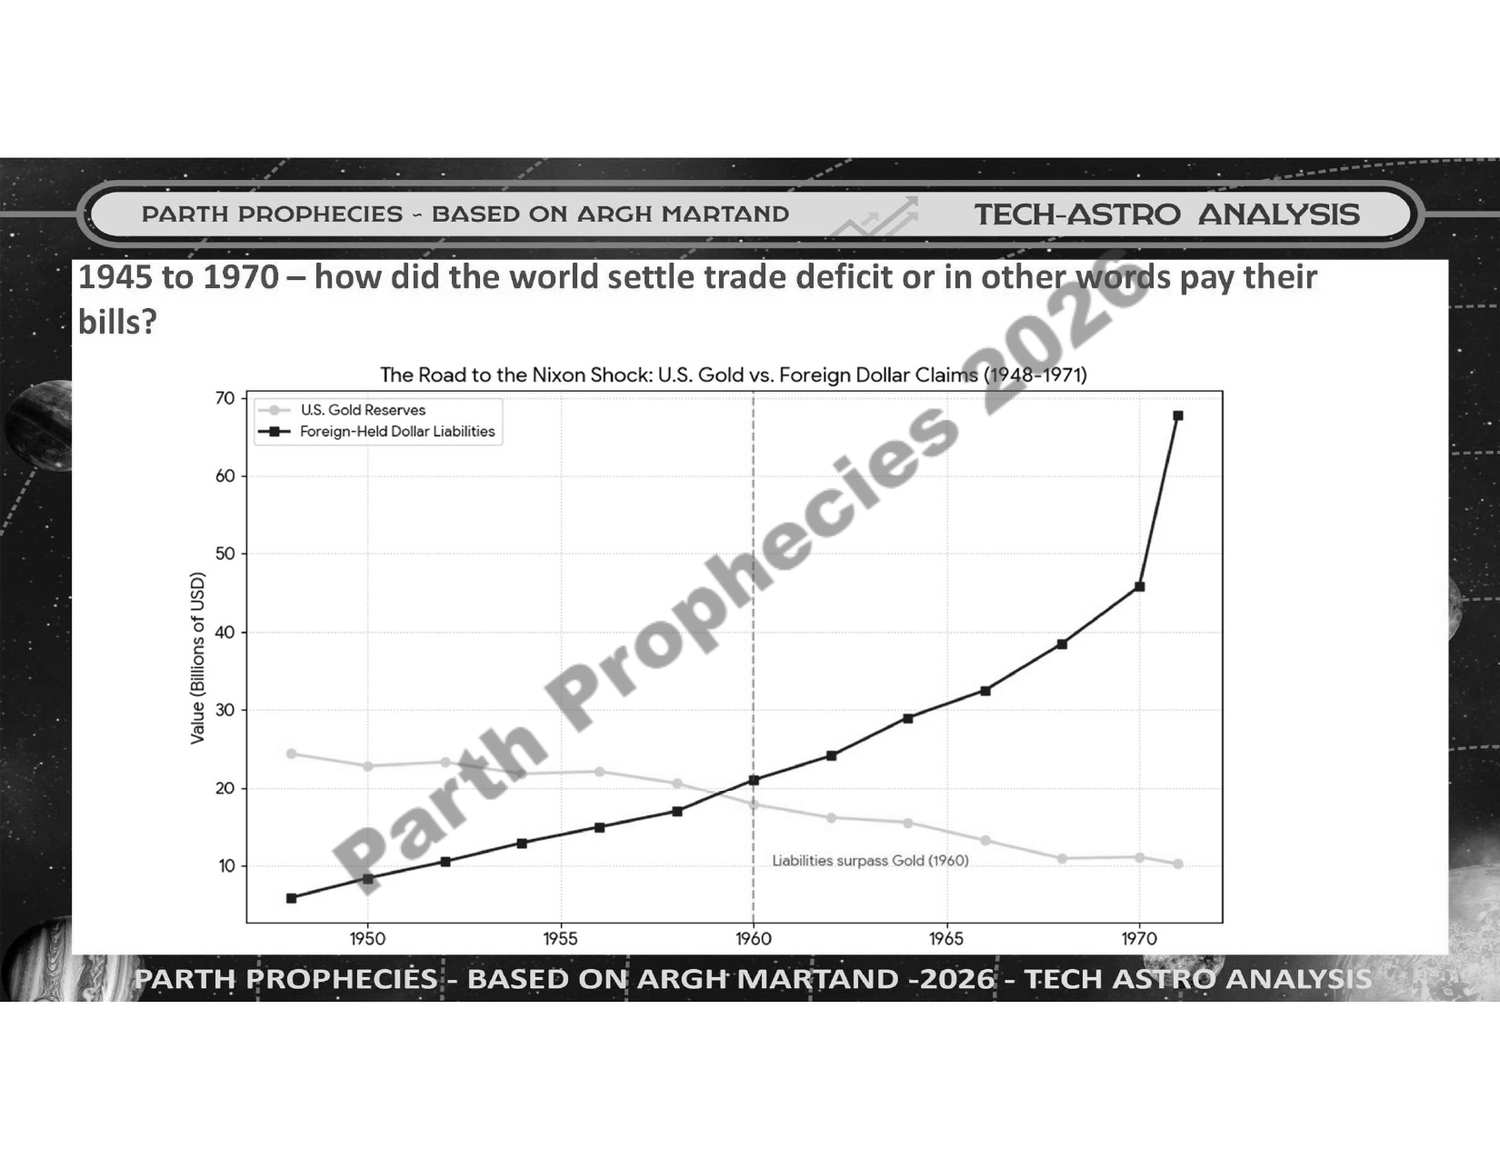 PARTH PROPHECIES ~ BASED ON ARGH MARTAND
TECH-ASTRO ANALYSIS
1945 to 1970 – how did the world settle trade deficit or in other words pay their
bills?
The Road to the Nixon Shock: U.S. Gold vs. Foreign Dollar Claims (1948-1971)
U.S. Gold Reserves
Foreign-Held Dollar Liabilities
Value (Billions of USD)
70
60
50
40
30
20
10
Liabilities surpass Gold (1960)
1950 1955 1960 1965 1970
Parth Prophecies 2026
PARTH PROPHECIES - BASED ON ARGH MARTAND -2026 - TECH ASTRO ANALYSIS